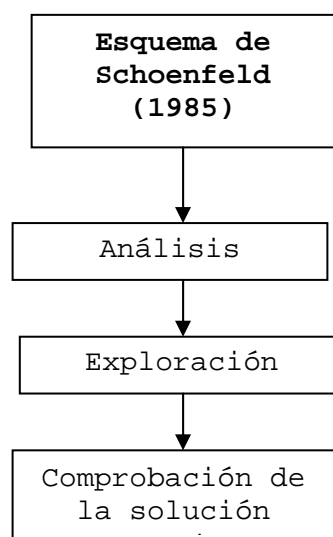 Esquema de
Schoenfeld
(1985)
Análisis
Exploración
Comprobación de
la solución